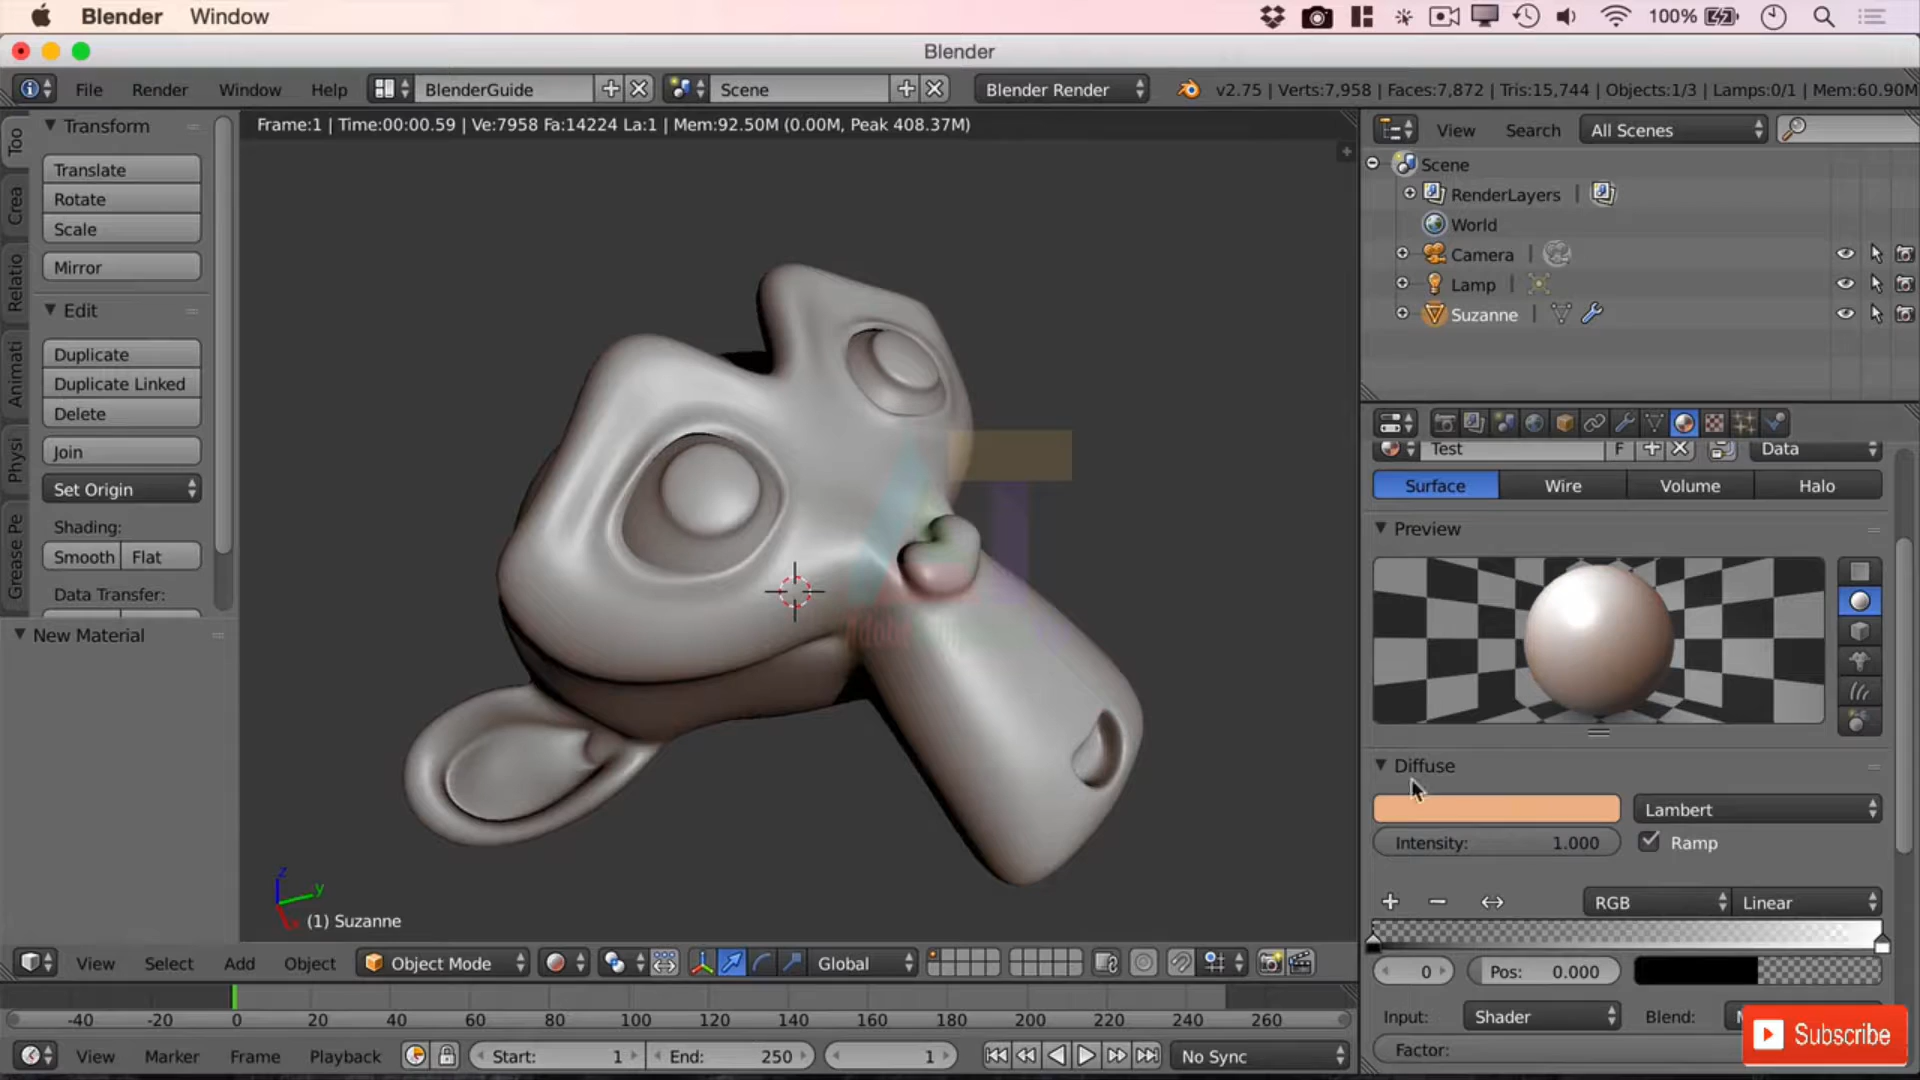 Blender Window 100%
Blender
File Render Window Help BlenderGuide Scene Blender Render v2.75 | Verts:7,958 | Faces:7,872 | Tris:15,744 | Objects:1/3 | Lamps:0/1 | Mem:60.90M
Frame:1 | Time:00:00.59 | Ve:7958 Fa:14224 La:1 | Mem:92.50M (0.00M, Peak 408.37M)
Too
Crea
Relatio
Animati
Physi
Grease Pe
Transform
Translate
Rotate
Scale
Mirror
Edit
Duplicate
Duplicate Linked
Delete
Join
Set Origin
Shading:
Smooth Flat
Data Transfer:
New Material
z
y
(1) Suzanne
View Search All Scenes
Scene
RenderLayers |
World
Camera |
Lamp |
Suzanne |
Test F Data
Surface Wire Volume Halo
Preview
Diffuse
Lambert
Intensity: 1.000 Ramp
RGB Linear
0 Pos: 0.000
Input: Shader Blend:
Factor:
Subscribe
View Select Add Object Object Mode Global
-40 -20 0 20 40 60 80 100 120 140 160 180 200 220 240 260
View Marker Frame Playback Start: 1 End: 250 1 No Sync